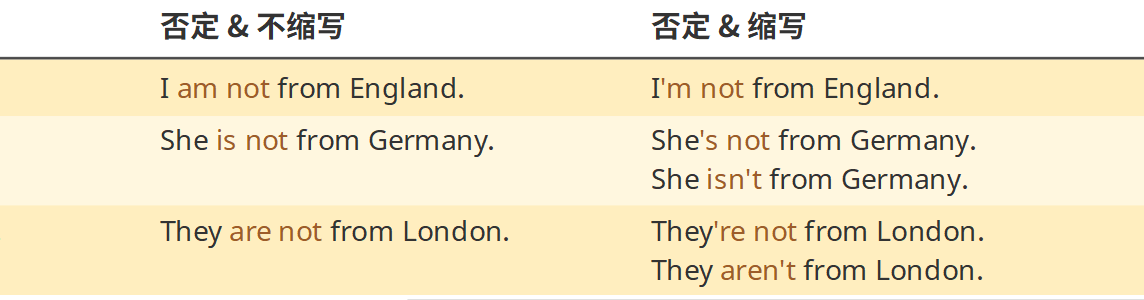 否定 & 不缩写 否定 & 缩写
I am not from England. I'm not from England.
She is not from Germany. She's not from Germany.
She isn't from Germany.
They are not from London. They're not from London.
They aren't from London.